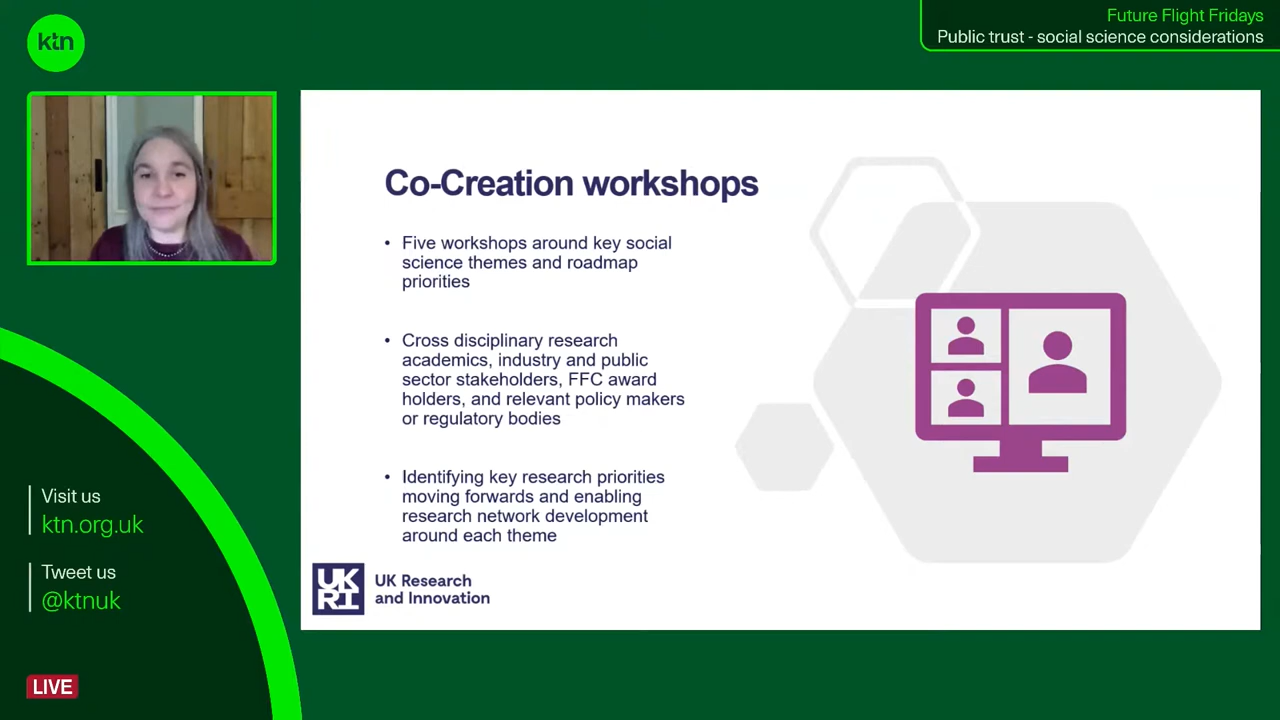 ktn
Future Flight Fridays
Public trust - social science considerations
Co-Creation workshops
• Five workshops around key social
science themes and roadmap
priorities
• Cross disciplinary research
academics, industry and public
sector stakeholders, FFC award
holders, and relevant policy makers
or regulatory bodies
• Identifying key research priorities
moving forwards and enabling
research network development
around each theme
UK
RI
UK Research
and Innovation
Visit us
ktn.org.uk
Tweet us
@ktnuk
LIVE